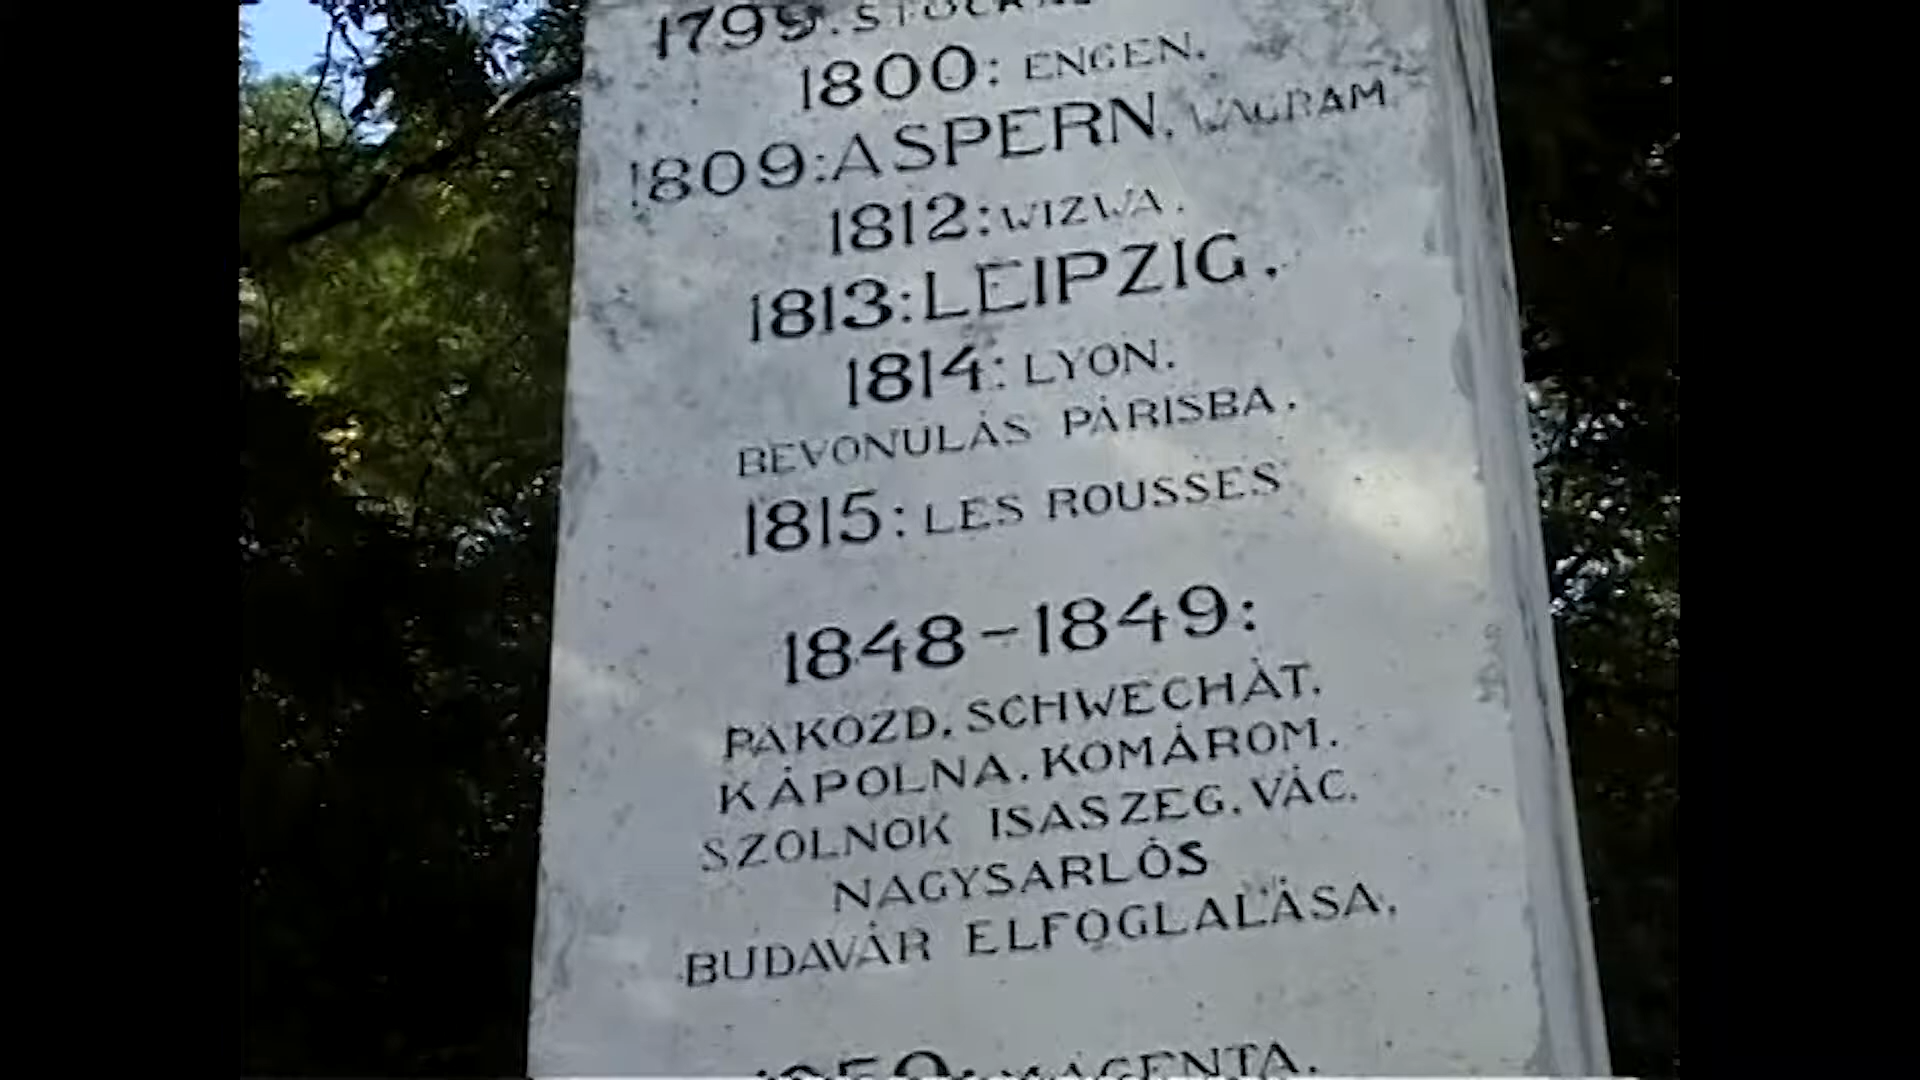 1799.
1800: ENGEN.
1809: ASPERN. WAGRAM
1812: WIZWA.
1813: LEIPZIG.
1814: LYON.
BEVONULÁS PÁRISBA.
1815: LES ROUSSES
1848-1849:
PAKOZD. SCHWECHÁT.
KÁPOLNA. KOMÁROM.
SZOLNOK ISASZEG. VÁC.
NAGYSARLÓS
BUDAVÁR ELFOGLALÁSA.
MAGENTA.